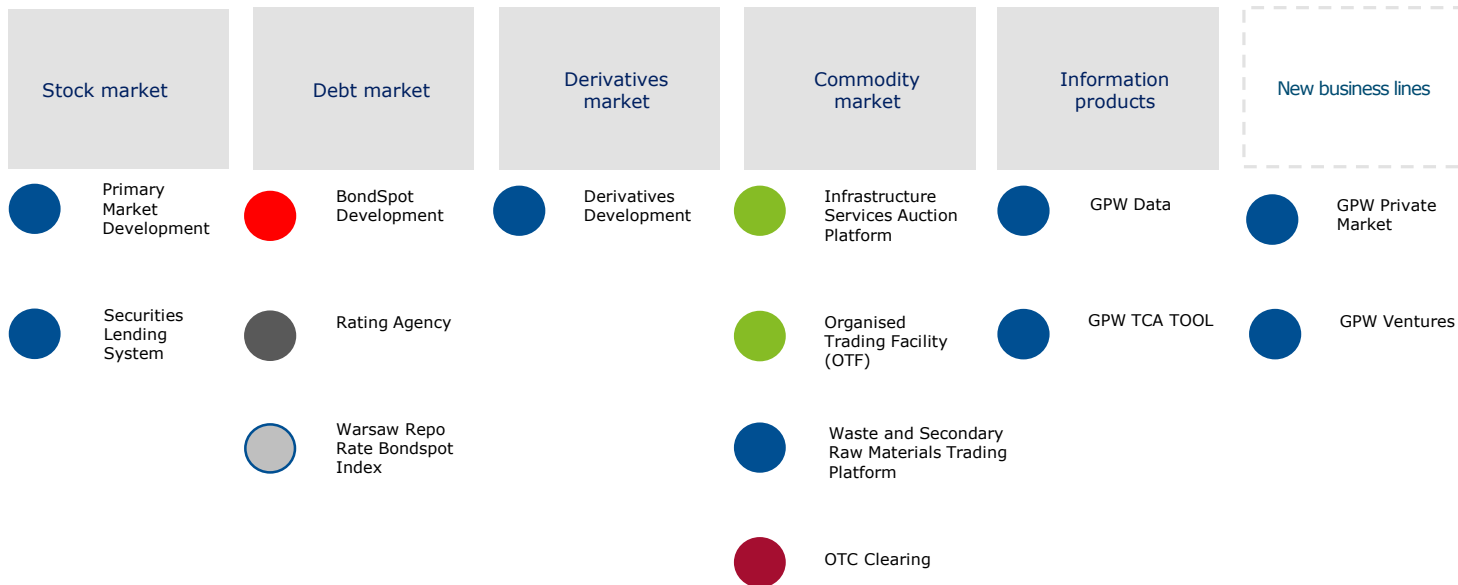 Stock market
Debt market
Derivatives
market
Commodity
market
Information
products
New business lines
Primary
Market
Development
Securities
Lending
System
BondSpot
Development
Rating Agency
Warsaw Repo
Rate Bondspot
Index
Derivatives
Development
Infrastructure
Services Auction
Platform
Organised
Trading Facility
(OTF)
Waste and Secondary
Raw Materials Trading
Platform
OTC Clearing
GPW Data
GPW TCA TOOL
GPW Private
Market
GPW Ventures